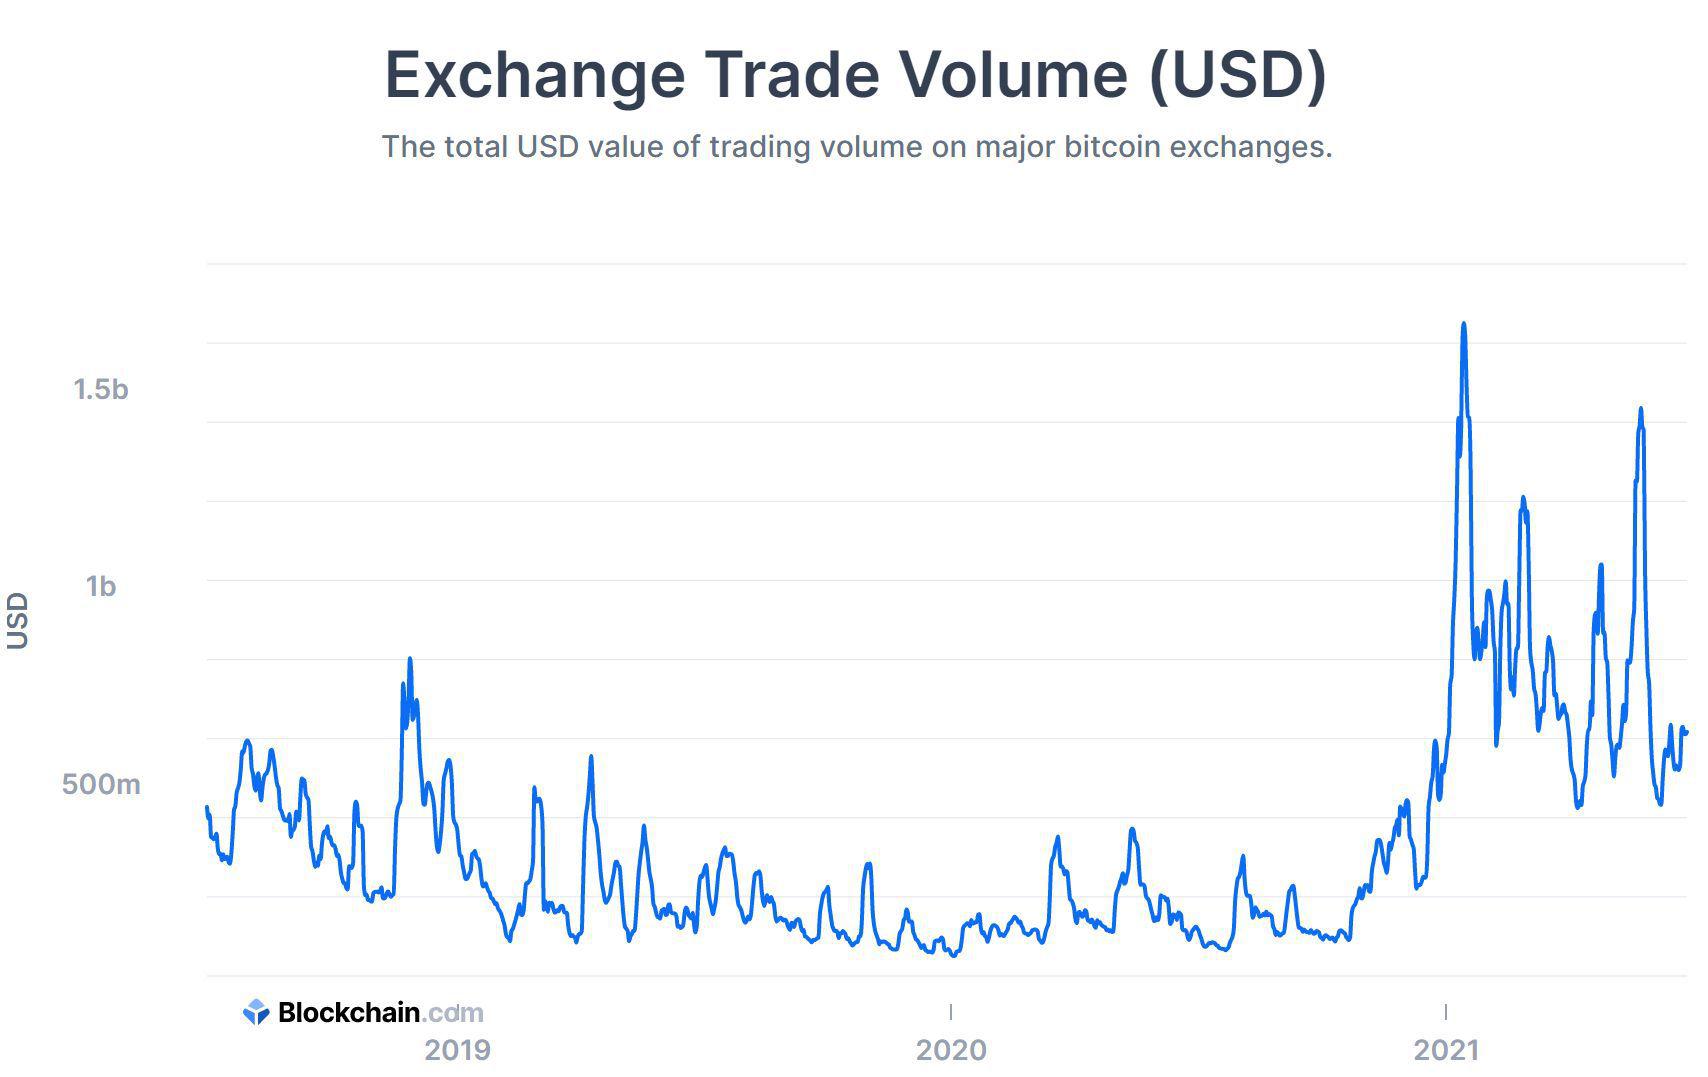 Exchange Trade Volume (USD)
The total USD value of trading volume on major bitcoin exchanges.
1.5b
1b
USD
500m
Blockchain.com
2019
2020
2021